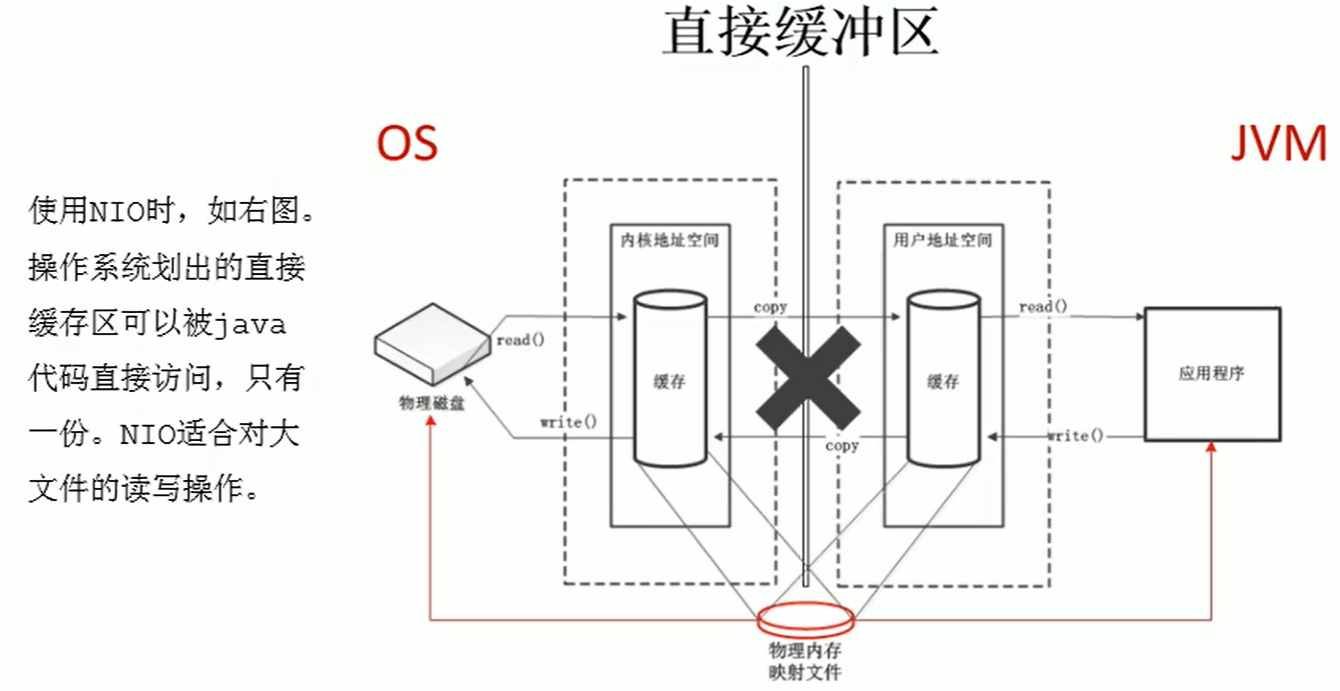 直接缓冲区
OS
JVM
使用NIO时，如右图。
操作系统划出的直接
缓存区可以被java
代码直接访问，只有
一份。NIO适合对大
文件的读写操作。
内核地址空间
用户地址空间
copy
read()
read()
缓存
缓存
应用程序
物理磁盘
write()
copy
write()
物理内存
映射文件